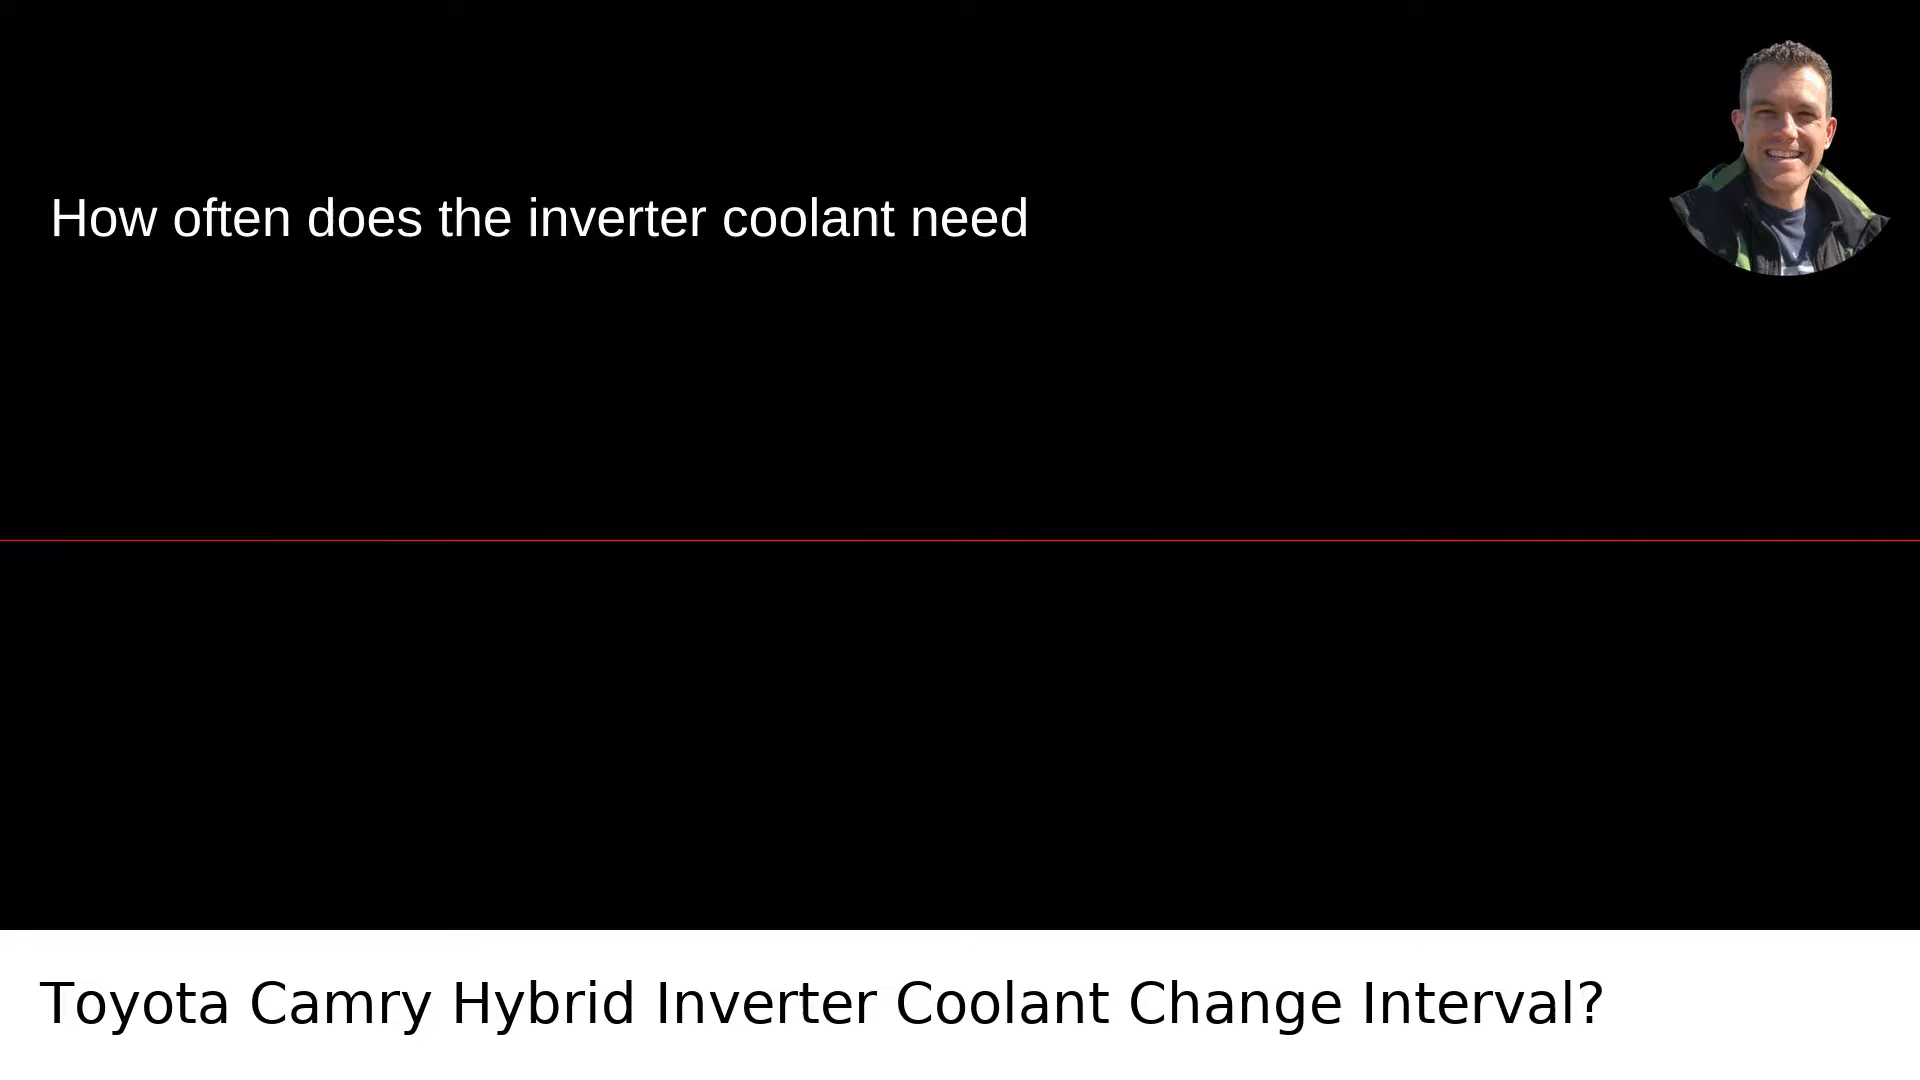 How often does the inverter coolant need
Toyota Camry Hybrid Inverter Coolant Change Interval?